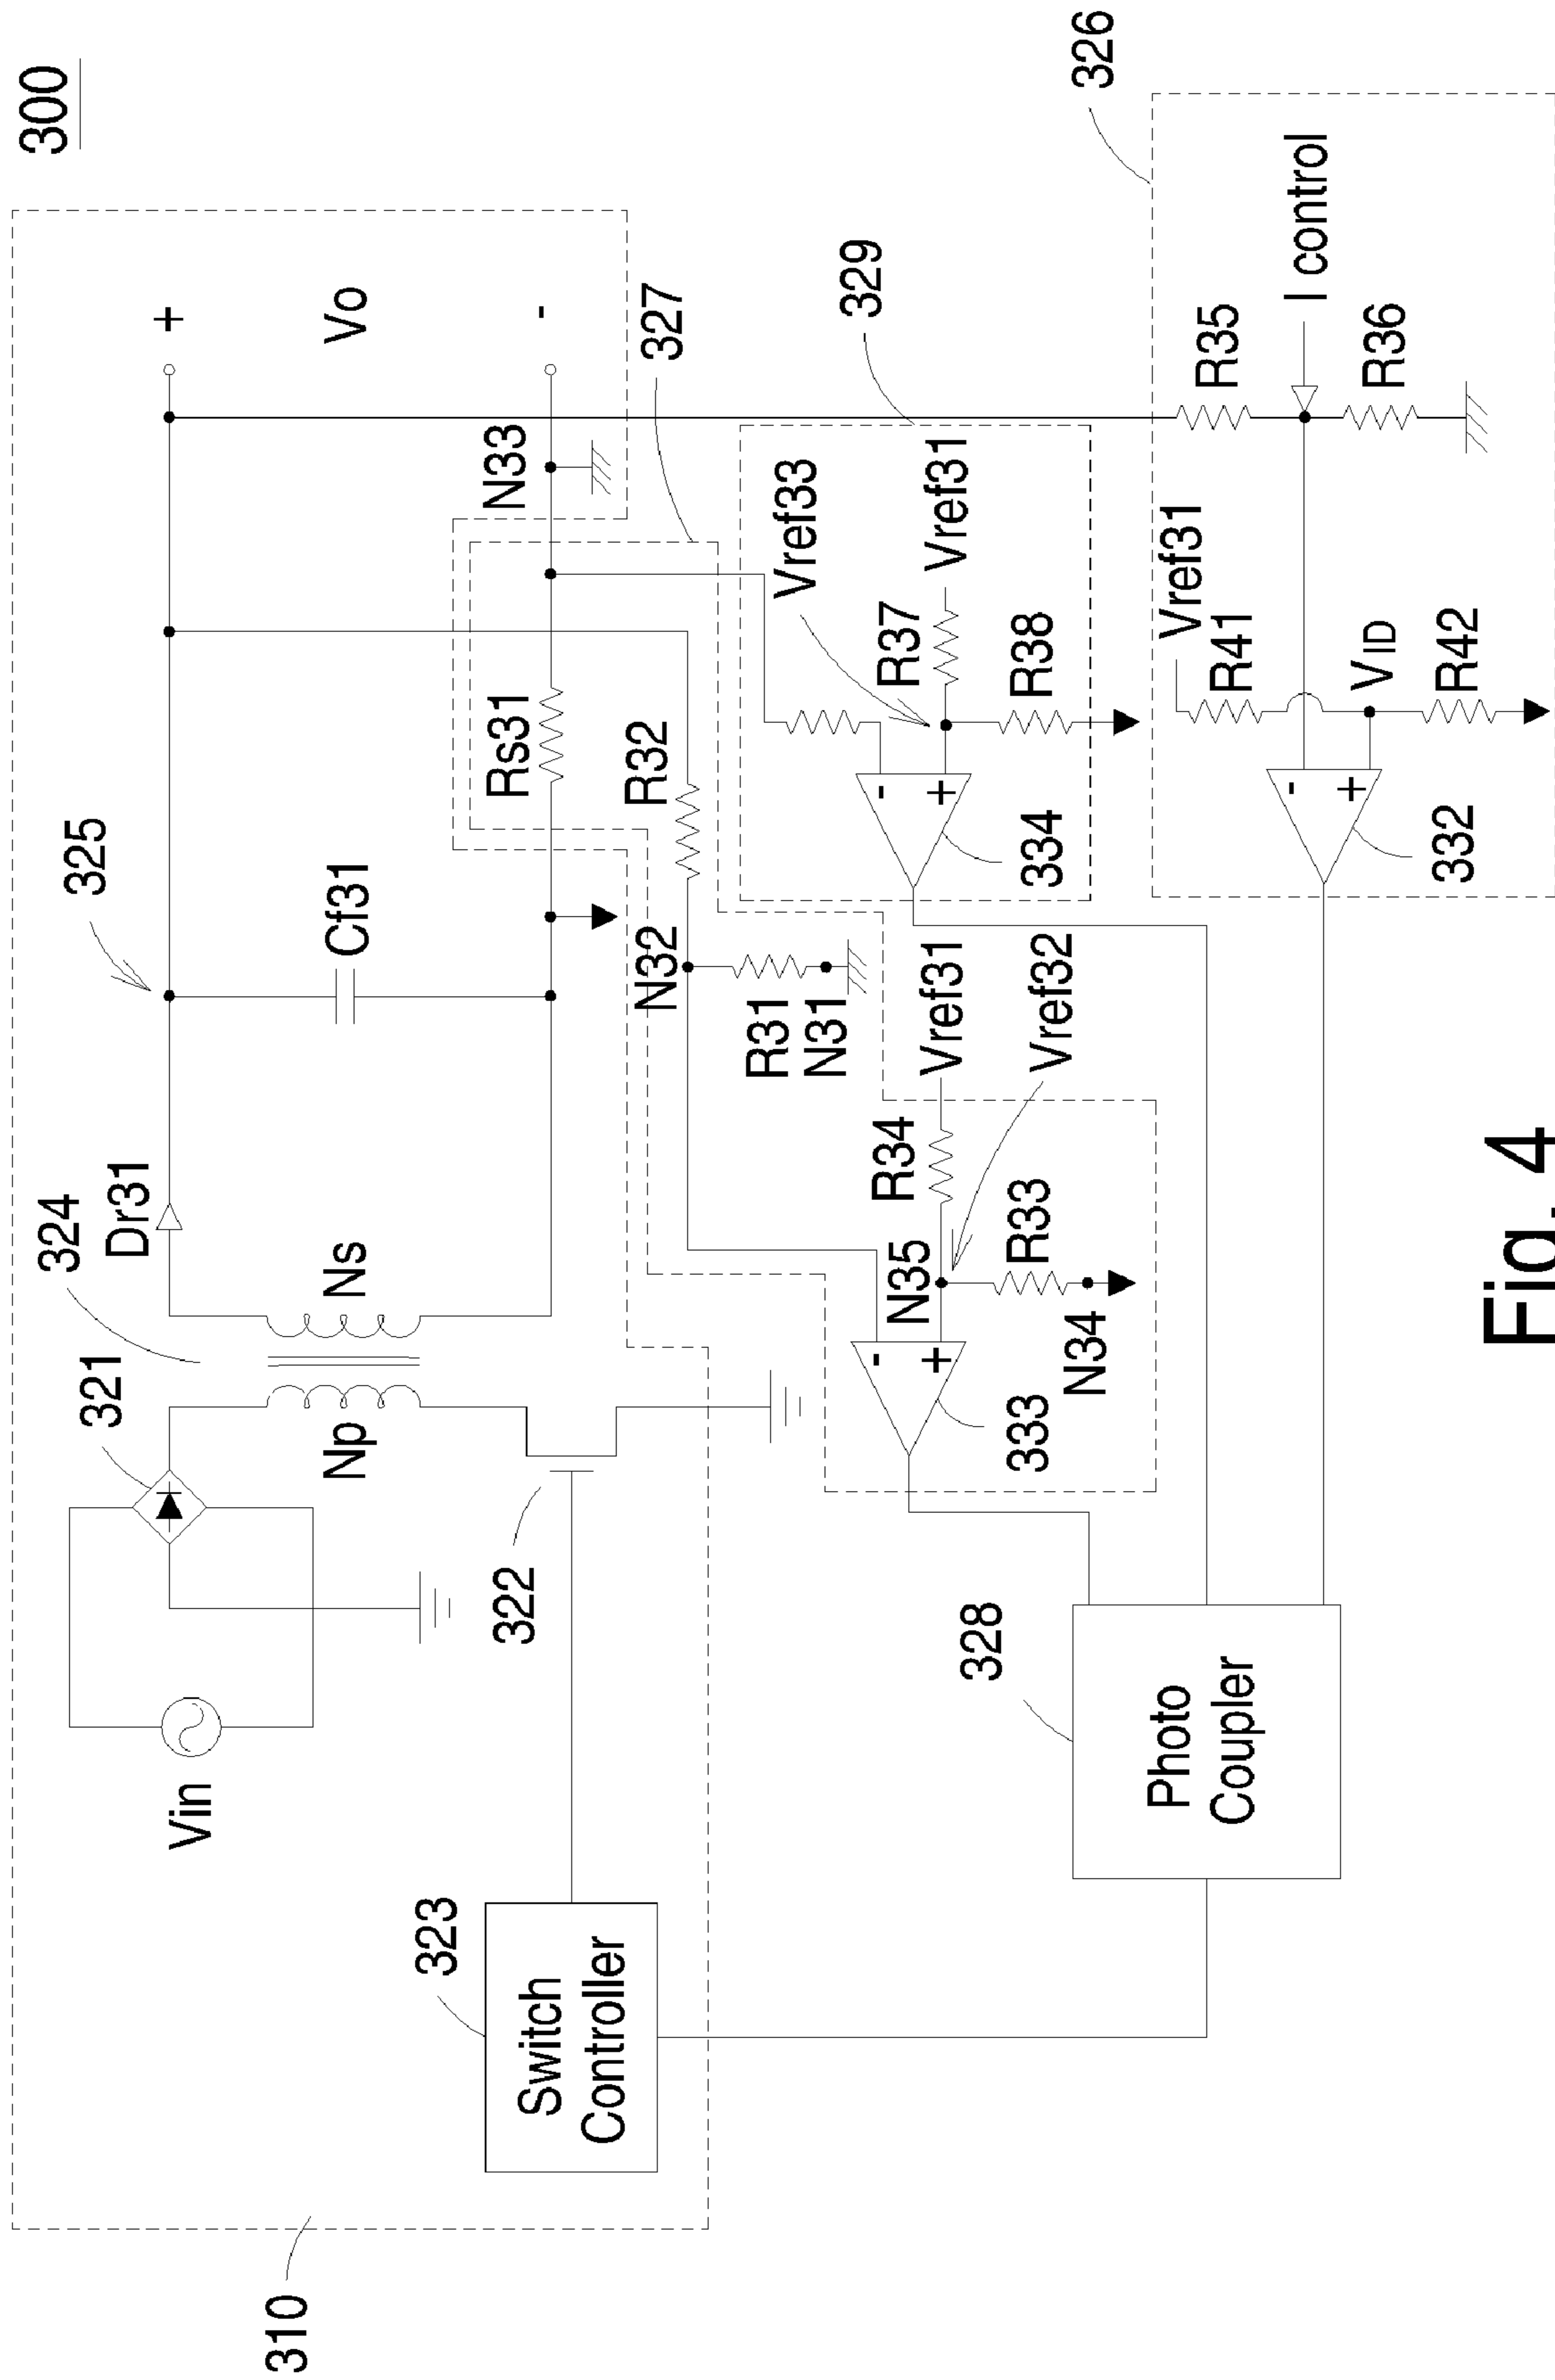 300
310
Vin
321
324
Dr31
325
+
Vo
-
Np
Ns
Cf31
323
Switch
Controller
322
Rs31
N33
327
N32
R32
R31
N31
329
Vref33
Vref31
R37
R38
-
+
334
Vref31
Vref32
R34
N35
R33
N34
-
+
333
328
Photo
Coupler
326
I control
R35
R36
Vref31
R41
VID
R42
-
+
332
Fig. 4